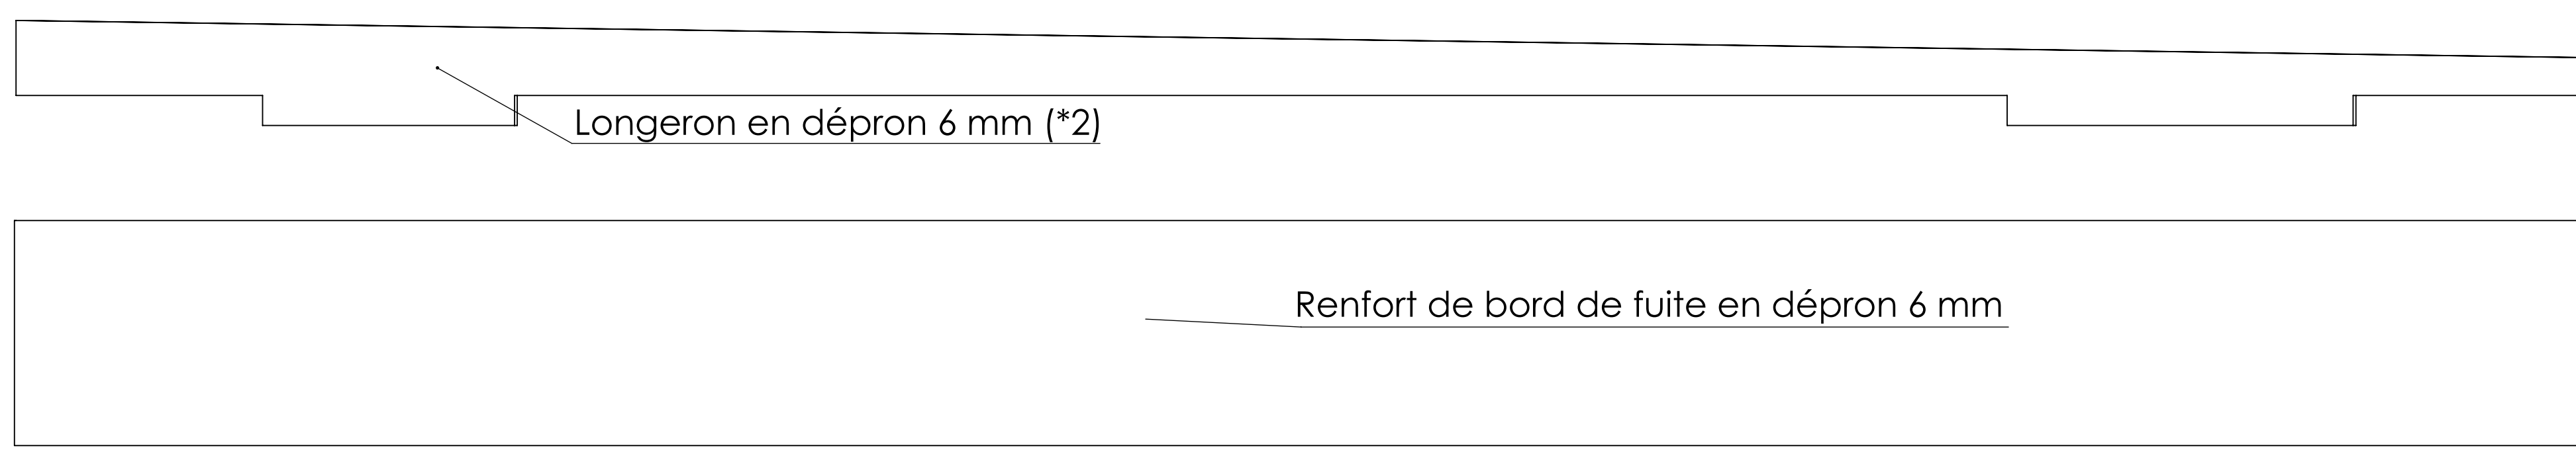 Longeron en dépron 6 mm (*2)
Renfort de bord de fuite en dépron 6 mm